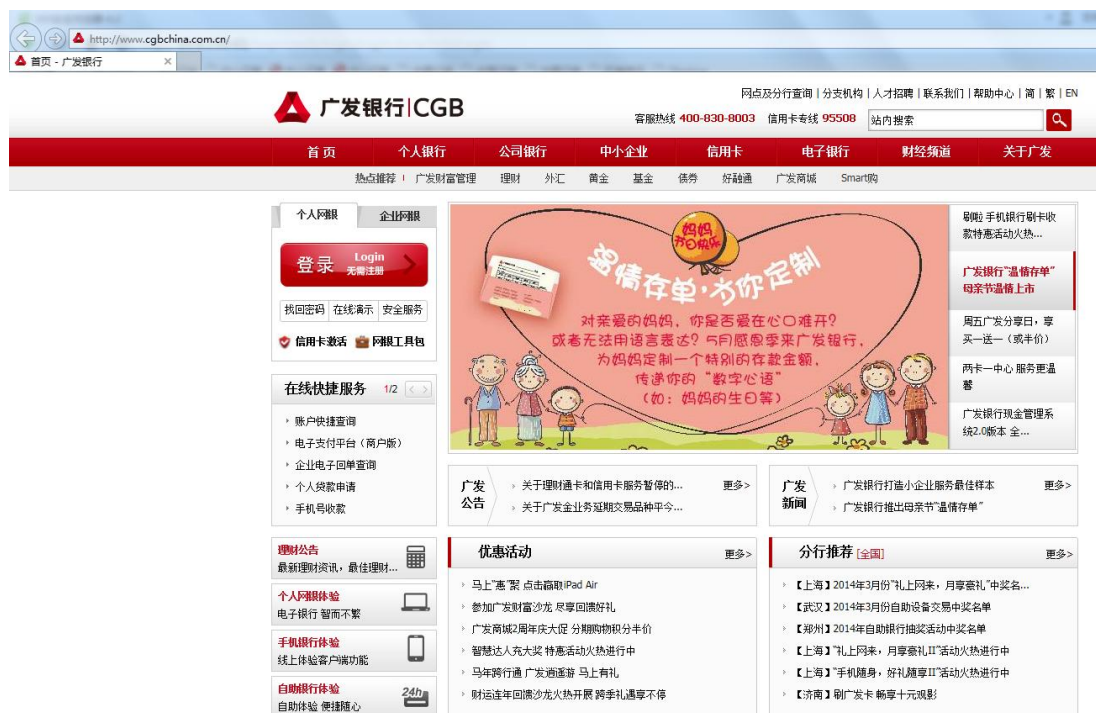 http://www.cgbchina.com.cn/
首页 - 广发银行
广发银行|CGB
网点及分行查询 | 分支机构 | 人才招聘 | 联系我们 | 帮助中心 | 简 | 繁 | EN
客服热线 400-830-8003 信用卡专线 95508 站内搜索
首 页 个人银行 公司银行 中小企业 信用卡 电子银行 财经频道 关于广发
热点推荐 广发财富管理 理财 外汇 黄金 基金 债券 好融通 广发商城 Smart购
个人网银 企业网银
登录 Login 无需注册
找回密码 在线演示 安全服务
信用卡激活 网银工具包
在线快捷服务 1/2
账户快捷查询
电子支付平台（商户版）
企业电子回单查询
个人贷款申请
手机号收款
妈妈
节日快乐
温情存单·为你定制
对亲爱的妈妈，你是否爱在心口难开？
或者无法用语言表达？5月感恩季来广发银行，
为妈妈定制一个特别的存款金额，
传递你的“数字心语”
（如：妈妈的生日等）
刷啦 手机银行刷卡收
款特惠活动火热...
广发银行"温情存单"
母亲节温情上市
周五广发分享日，享
买一送一（或半价）
两卡一中心 服务更温
馨
广发银行现金管理系
统2.0版本 全...
广发
公告
关于理财通卡和信用卡服务暂停的... 更多>
关于广发金业务延期交易品种平今...
广发
新闻
广发银行打造小企业服务最佳样本 更多>
广发银行推出母亲节"温情存单"
理财公告
最新理财资讯，最佳理财...
个人网银体验
电子银行 智而不繁
手机银行体验
线上体验客户端功能
自助银行体验
自助体验 便捷随心
24h
优惠活动 更多>
马上"惠"聚 点击赢取iPad Air
参加广发财富沙龙 尽享回馈好礼
广发商城2周年庆大促 分期购物积分半价
智慧达人充大奖 特惠活动火热进行中
马年跨行通 广发逍遥游 马上有礼
财运连年回馈沙龙火热开展 跨季礼遇享不停
分行推荐 [全国] 更多>
【上海】2014年3月份"礼上网来，月享豪礼"中奖名...
【武汉】2014年3月份自助设备交易中奖名单
【郑州】2014年自助银行抽奖活动中奖名单
【上海】"礼上网来，月享豪礼II"活动火热进行中
【上海】"手机随身，好礼随享II"活动火热进行中
【济南】刷广发卡 畅享十元观影